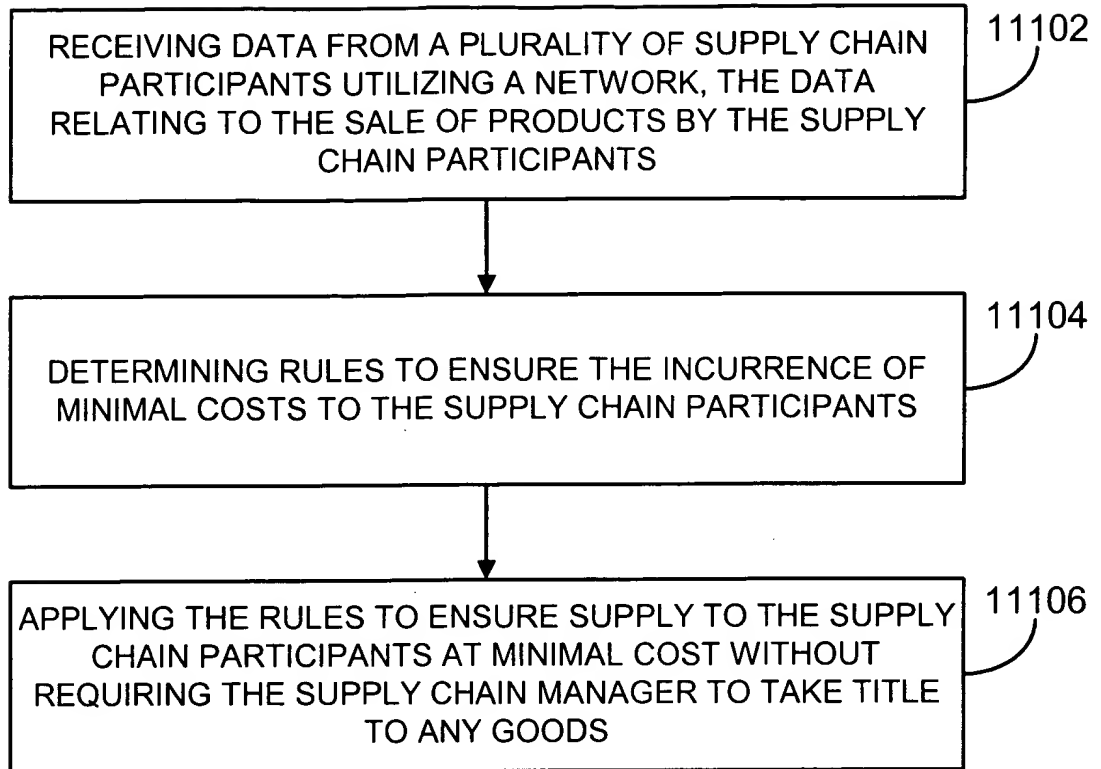 RECEIVING DATA FROM A PLURALITY OF SUPPLY CHAIN
PARTICIPANTS UTILIZING A NETWORK, THE DATA
RELATING TO THE SALE OF PRODUCTS BY THE SUPPLY
CHAIN PARTICIPANTS
11102
DETERMINING RULES TO ENSURE THE INCURRENCE OF
MINIMAL COSTS TO THE SUPPLY CHAIN PARTICIPANTS
11104
APPLYING THE RULES TO ENSURE SUPPLY TO THE SUPPLY
CHAIN PARTICIPANTS AT MINIMAL COST WITHOUT
REQUIRING THE SUPPLY CHAIN MANAGER TO TAKE TITLE
TO ANY GOODS
11106